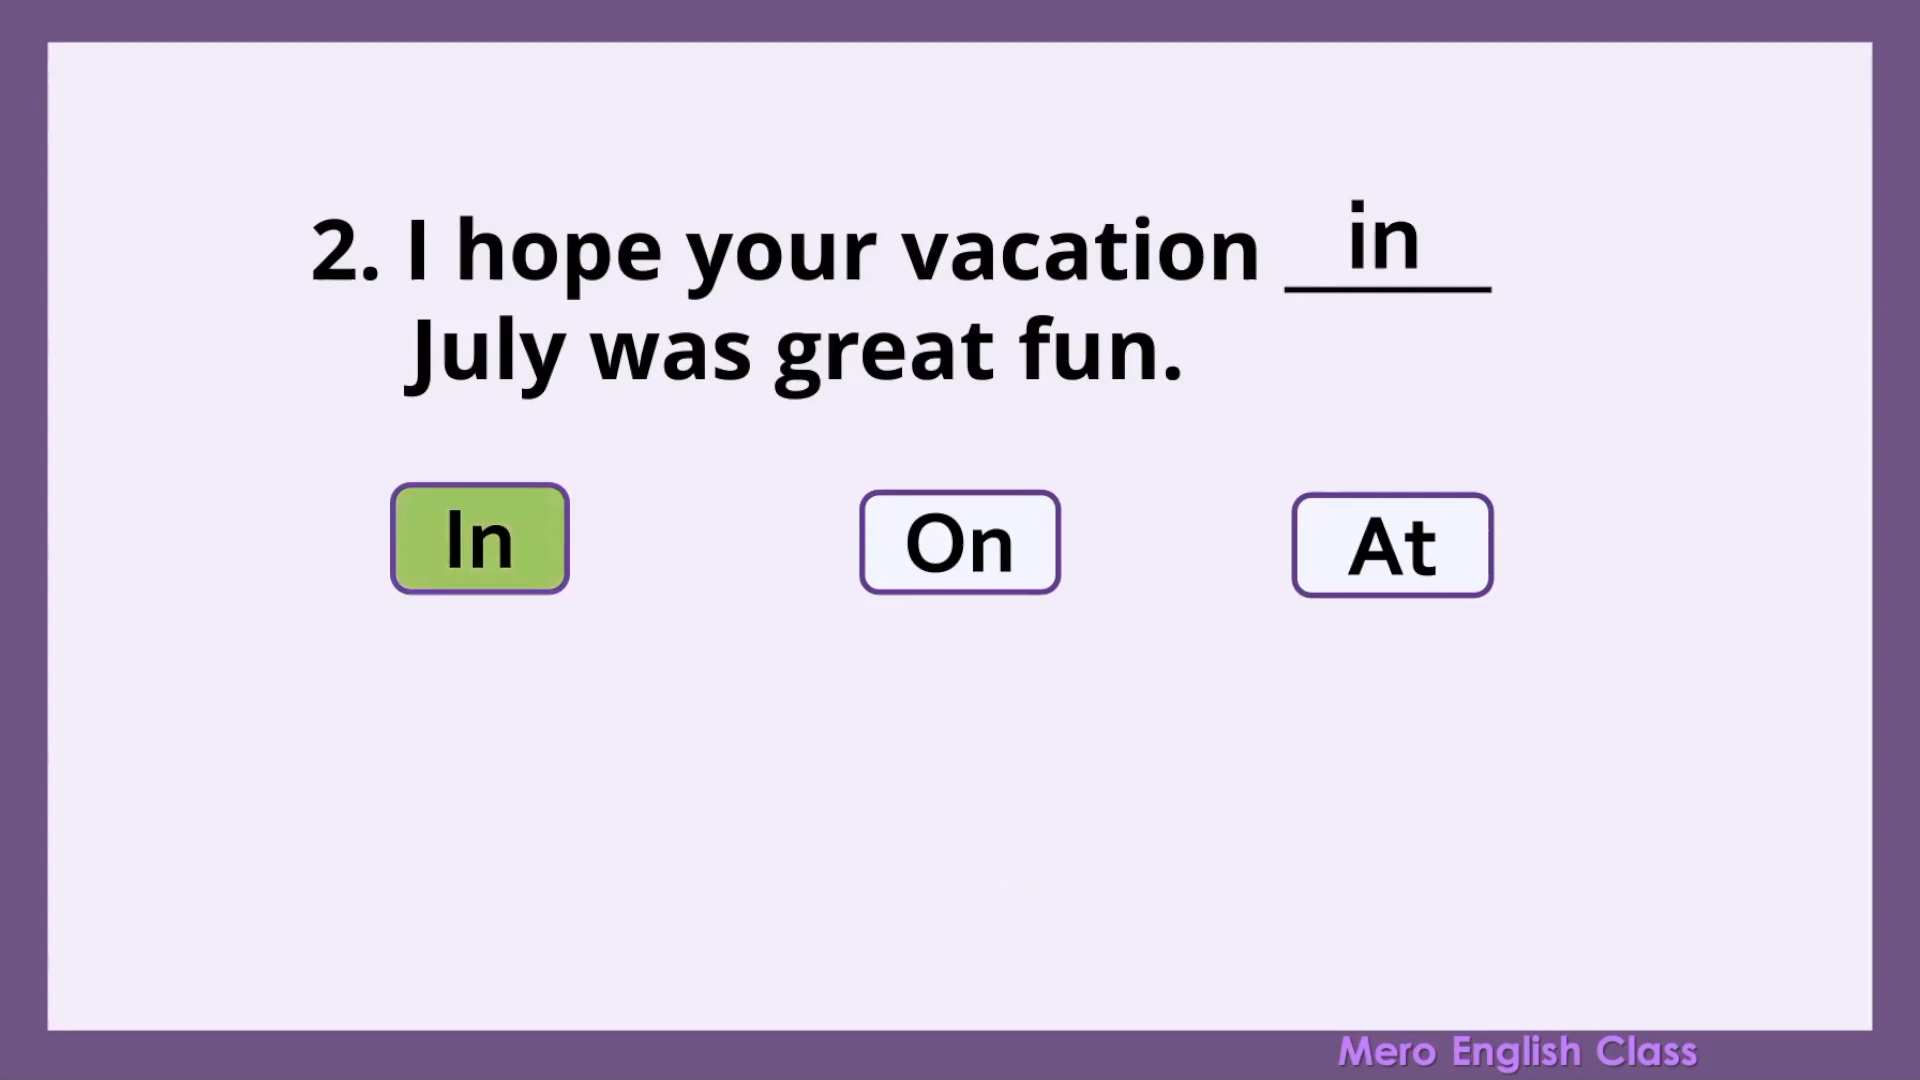 2. I hope your vacation in
July was great fun.
In On At
Mero English Class